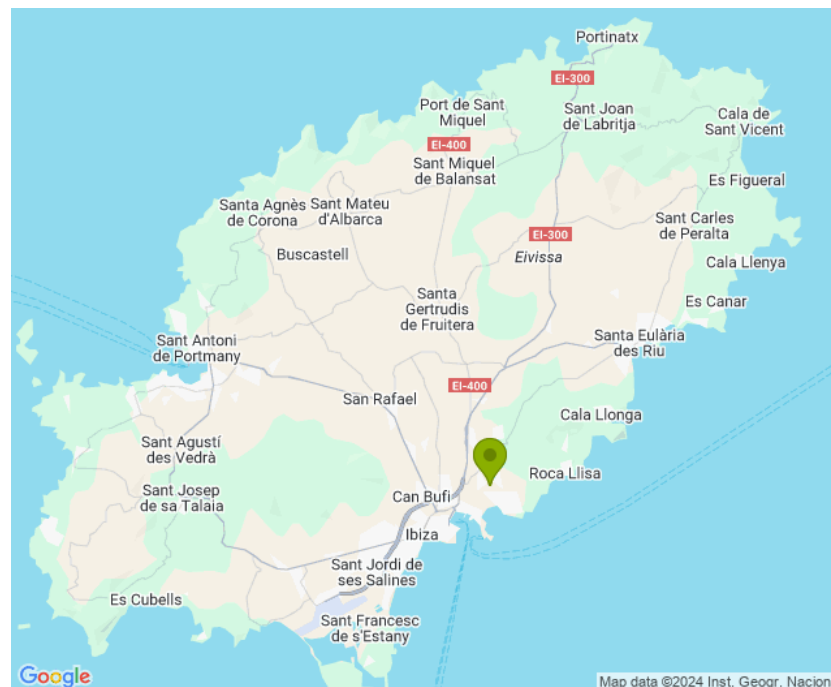 Portinatx
EI-300
Port de Sant
Miquel
Sant Joan
de Labritja
Cala de
Sant Vicent
EI-400
Sant Miquel
de Balansat
Es Figueral
Santa Agnès
de Corona
Sant Mateu
d'Albarca
Sant Carles
de Peralta
EI-300
Buscastell
Eivissa
Cala Llenya
Santa
Gertrudis
de Fruitera
Es Canar
Sant Antoni
de Portmany
Santa Eulària
des Riu
EI-400
San Rafael
Cala Llonga
Sant Agustí
des Vedrà
Roca Llisa
Sant Josep
de sa Talaia
Can Bufi
Ibiza
Sant Jordi de
ses Salines
Es Cubells
Sant Francesc
de s'Estany
Google
Map data ©2024 Inst. Geogr. Nacion